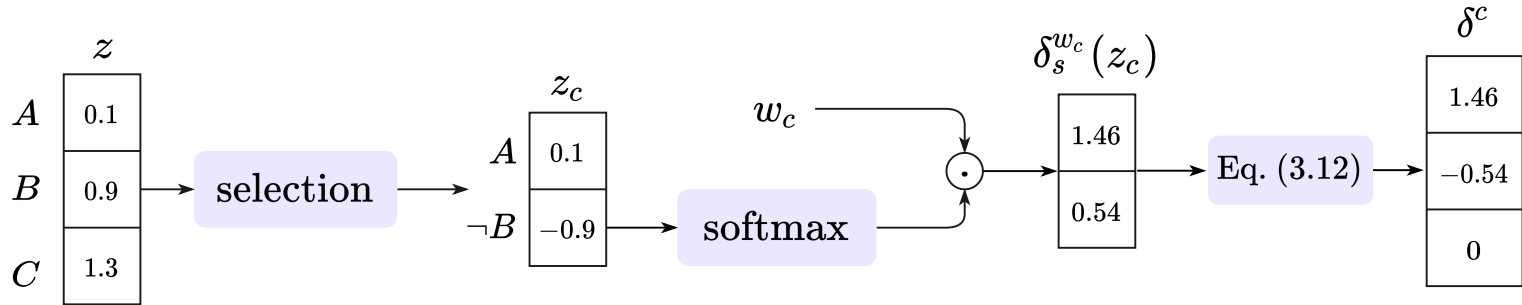 z
A 0.1
B 0.9
C 1.3
selection
z_c
A 0.1
¬B −0.9
softmax
w_c
·
δ_s^{w_c}(z_c)
1.46
0.54
Eq. (3.12)
δ^c
1.46
−0.54
0